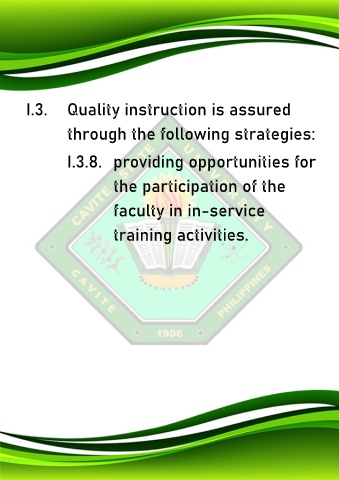 I.3. Quality instruction is assured
through the following strategies:
I.3.8. providing opportunities for
the participation of the
faculty in in-service
training activities.
CAVITE STATE UNIVERSITY
CAVITE
PHILIPPINES
1906